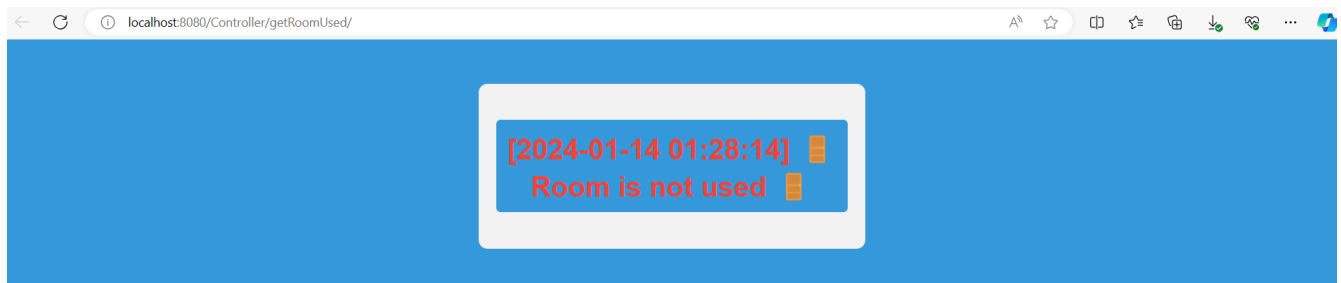 localhost:8080/Controller/getRoomUsed/
[2024-01-14 01:28:14]
Room is not used